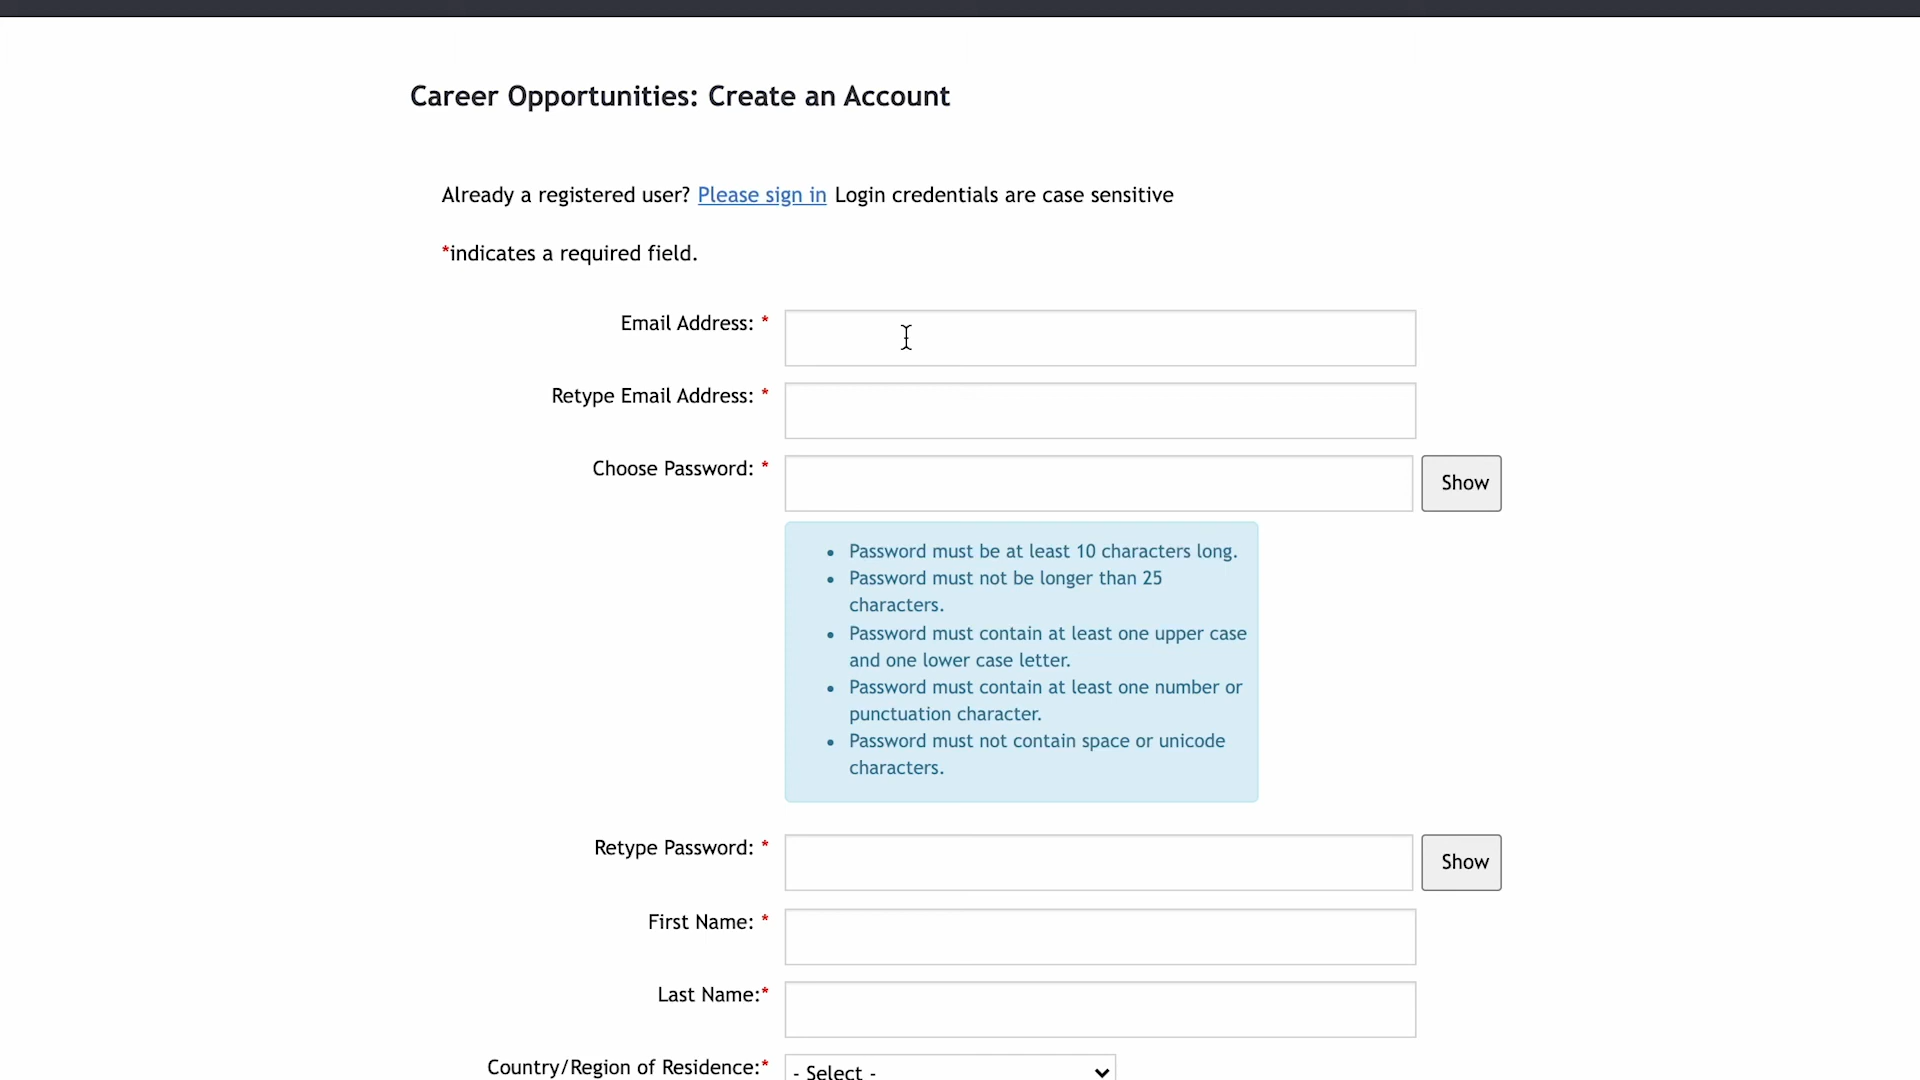 Career Opportunities: Create an Account
Already a registered user? Please sign in Login credentials are case sensitive
*indicates a required field.
Email Address: *
Retype Email Address: *
Choose Password: *
Show
• Password must be at least 10 characters long.
• Password must not be longer than 25
characters.
• Password must contain at least one upper case
and one lower case letter.
• Password must contain at least one number or
punctuation character.
• Password must not contain space or unicode
characters.
Retype Password: *
Show
First Name: *
Last Name:*
Country/Region of Residence:*
- Select -